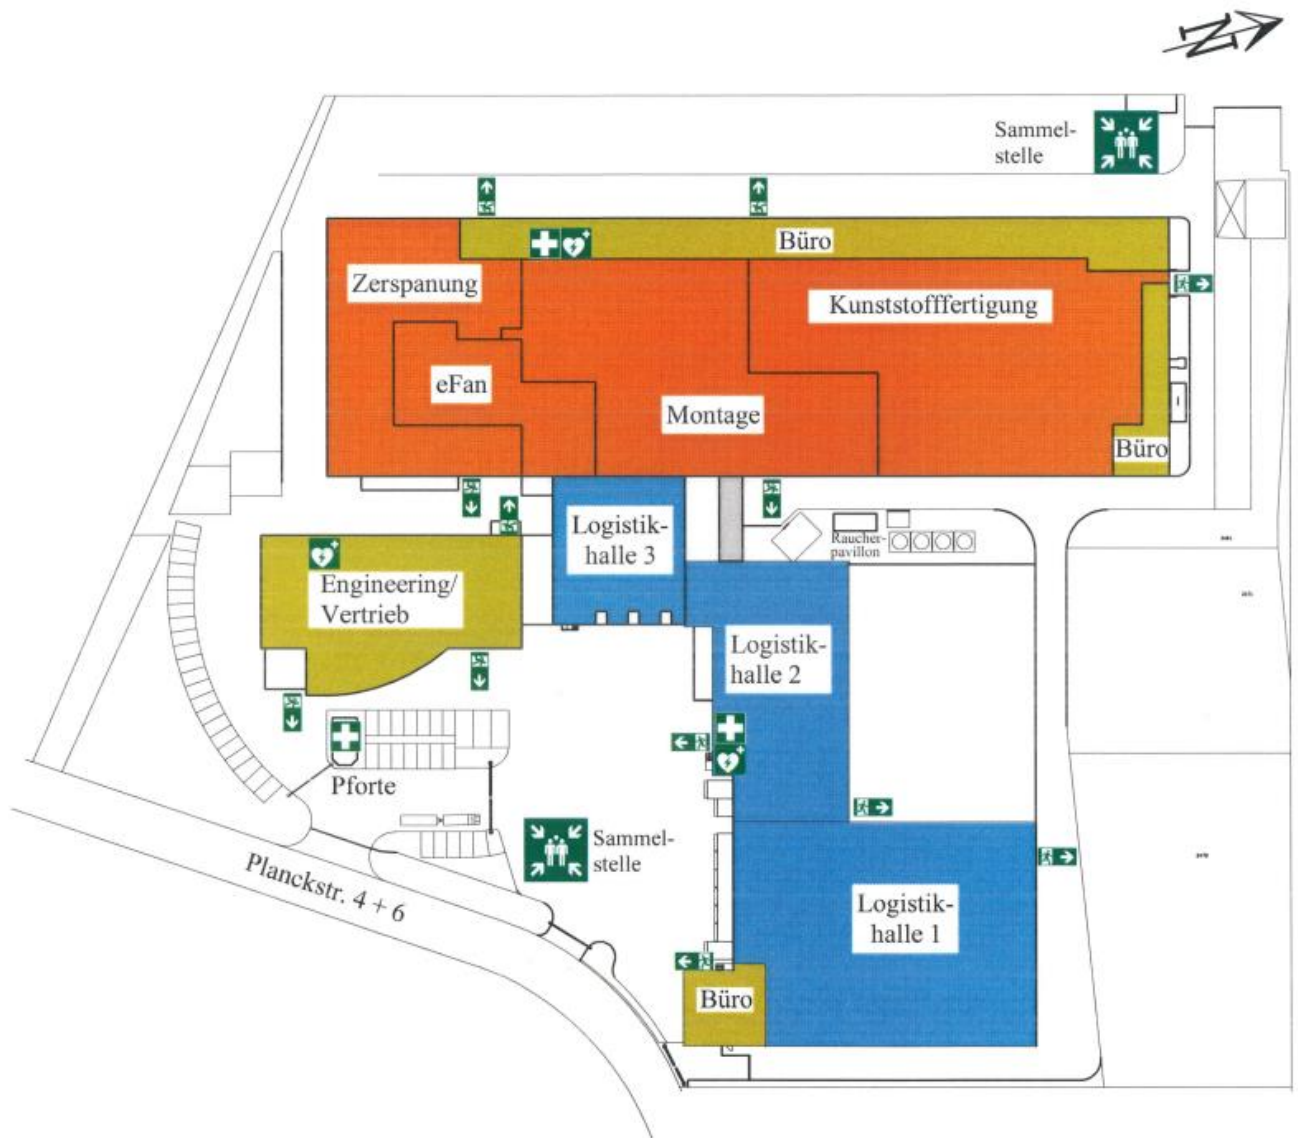 N
Sammel-
stelle
Büro
Zerspanung
Kunststofffertigung
eFan
Montage
Büro
Logistik-
halle 3
Raucher-
pavillon
Engineering/
Vertrieb
Logistik-
halle 2
Pforte
Sammel-
stelle
Planckstr. 4 + 6
Logistik-
halle 1
Büro